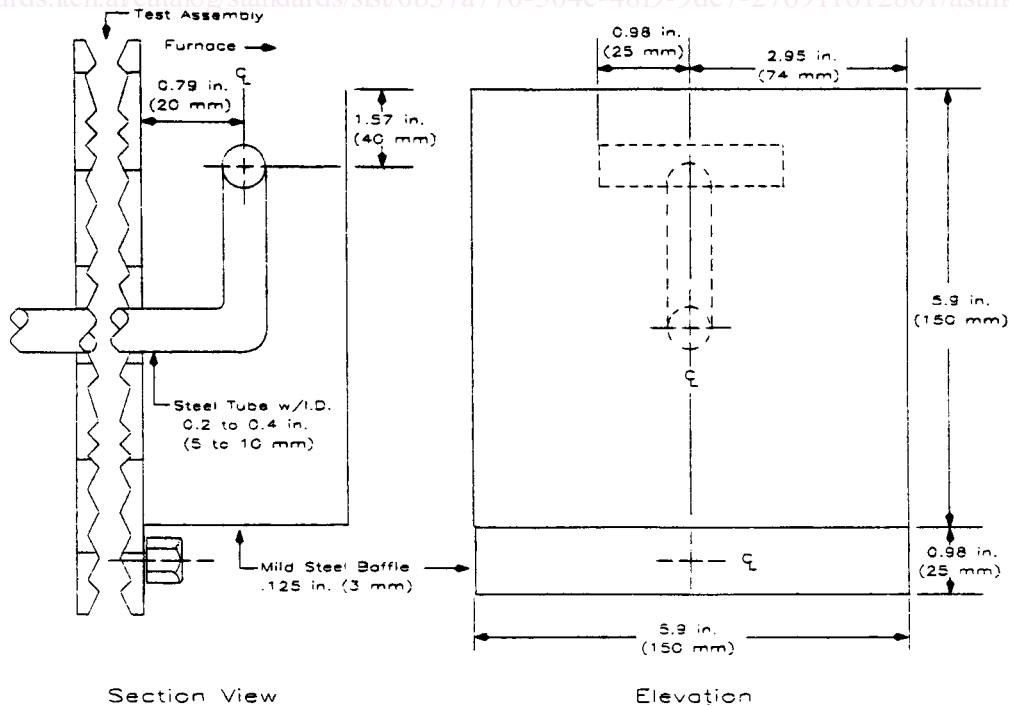 Test Assembly
Furnace
℄
0.79 in.
(20 mm)
1.57 in.
(40 mm)
Steel Tube w/I.D.
0.2 to 0.4 in.
(5 to 10 mm)
Mild Steel Baffle
.125 in. (3 mm)
Section View
0.98 in.
(25 mm)
2.95 in.
(74 mm)
℄
5.9 in.
(150 mm)
℄
0.98 in.
(25 mm)
5.9 in.
(150 mm)
Elevation